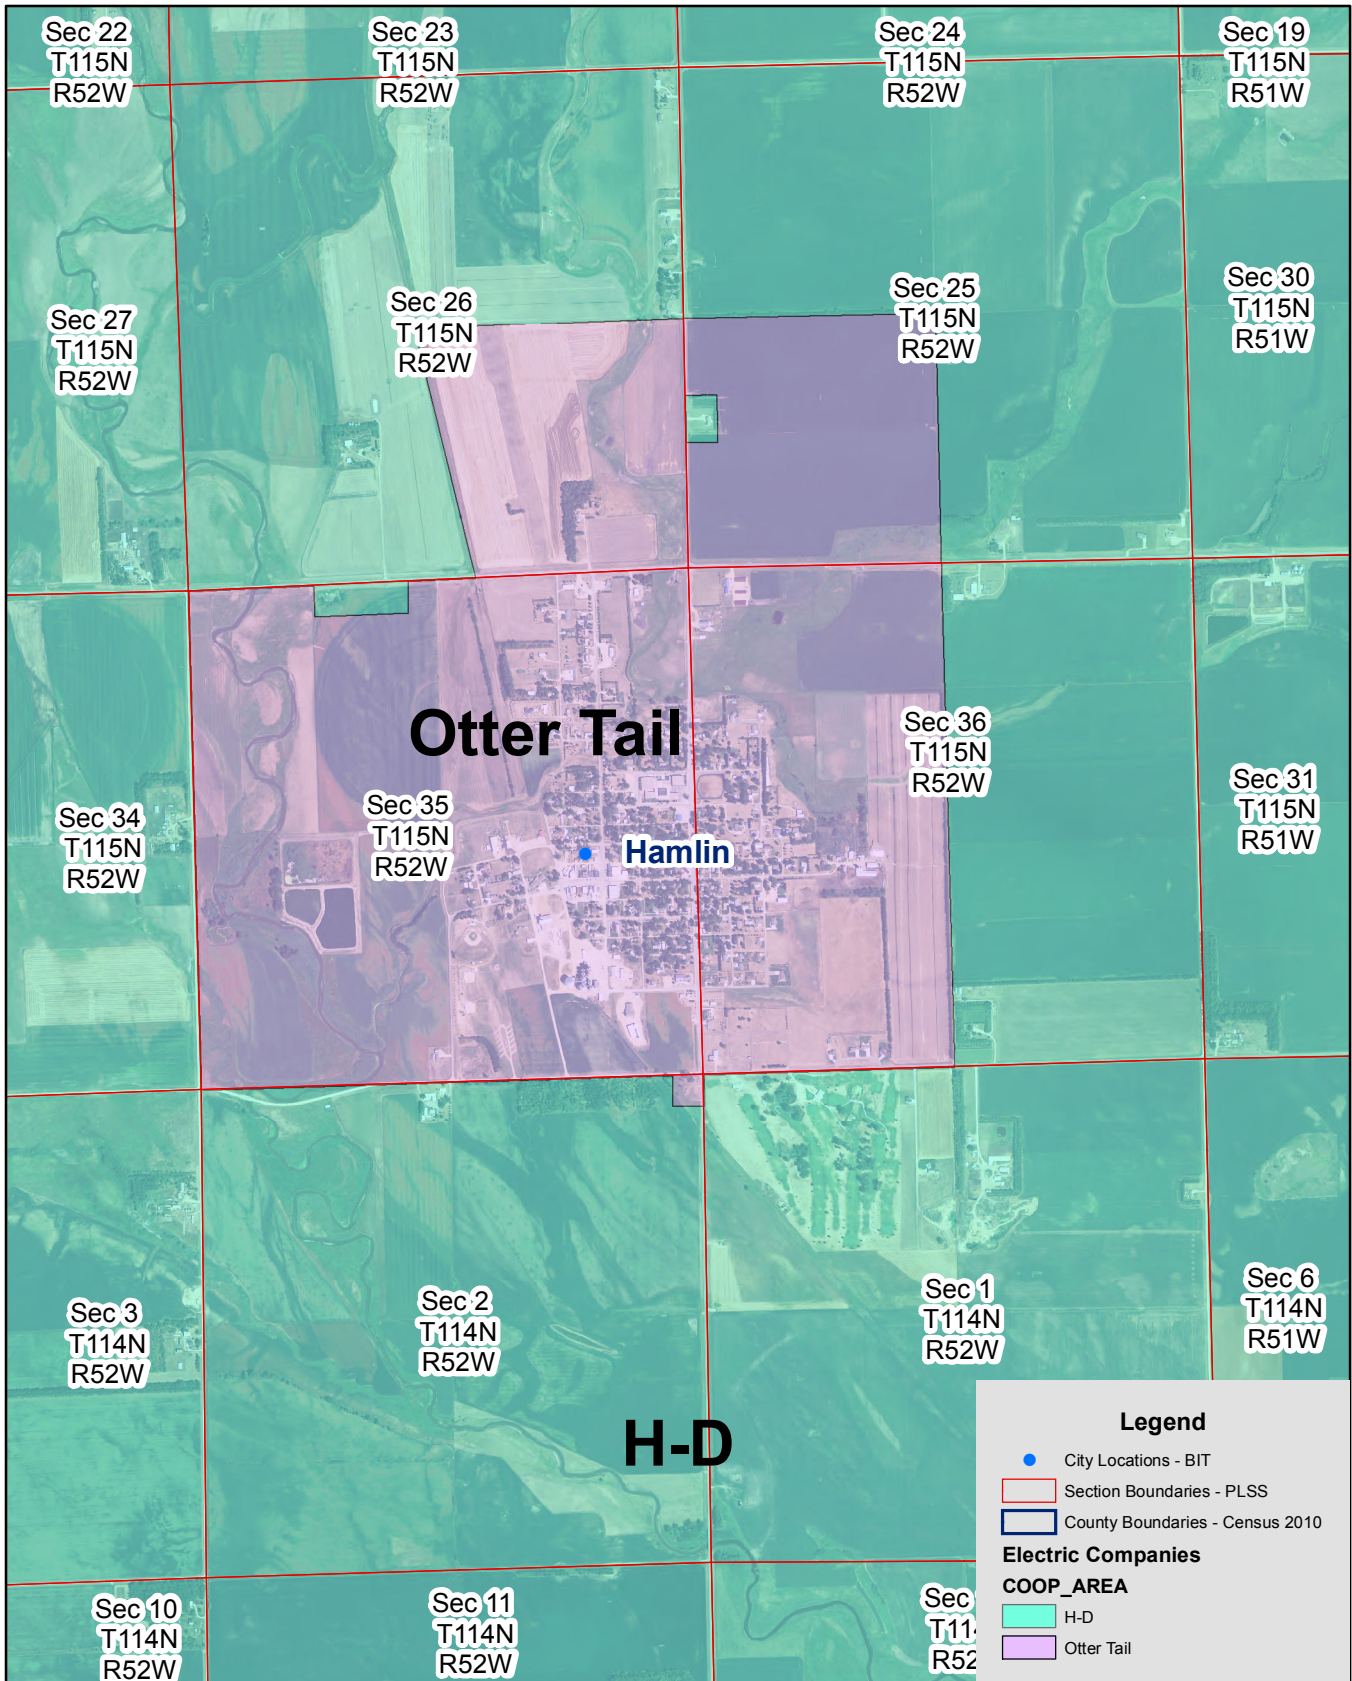 Sec 22
T115N
R52W
Sec 23
T115N
R52W
Sec 24
T115N
R52W
Sec 19
T115N
R51W
Sec 27
T115N
R52W
Sec 26
T115N
R52W
Sec 25
T115N
R52W
Sec 30
T115N
R51W
Otter Tail
Sec 34
T115N
R52W
Sec 35
T115N
R52W
Hamlin
Sec 36
T115N
R52W
Sec 31
T115N
R51W
Sec 3
T114N
R52W
Sec 2
T114N
R52W
Sec 1
T114N
R52W
Sec 6
T114N
R51W
H-D
Sec 10
T114N
R52W
Sec 11
T114N
R52W
Sec
Legend
City Locations - BIT
Section Boundaries - PLSS
County Boundaries - Census 2010
Electric Companies
COOP_AREA
H-D
Otter Tail